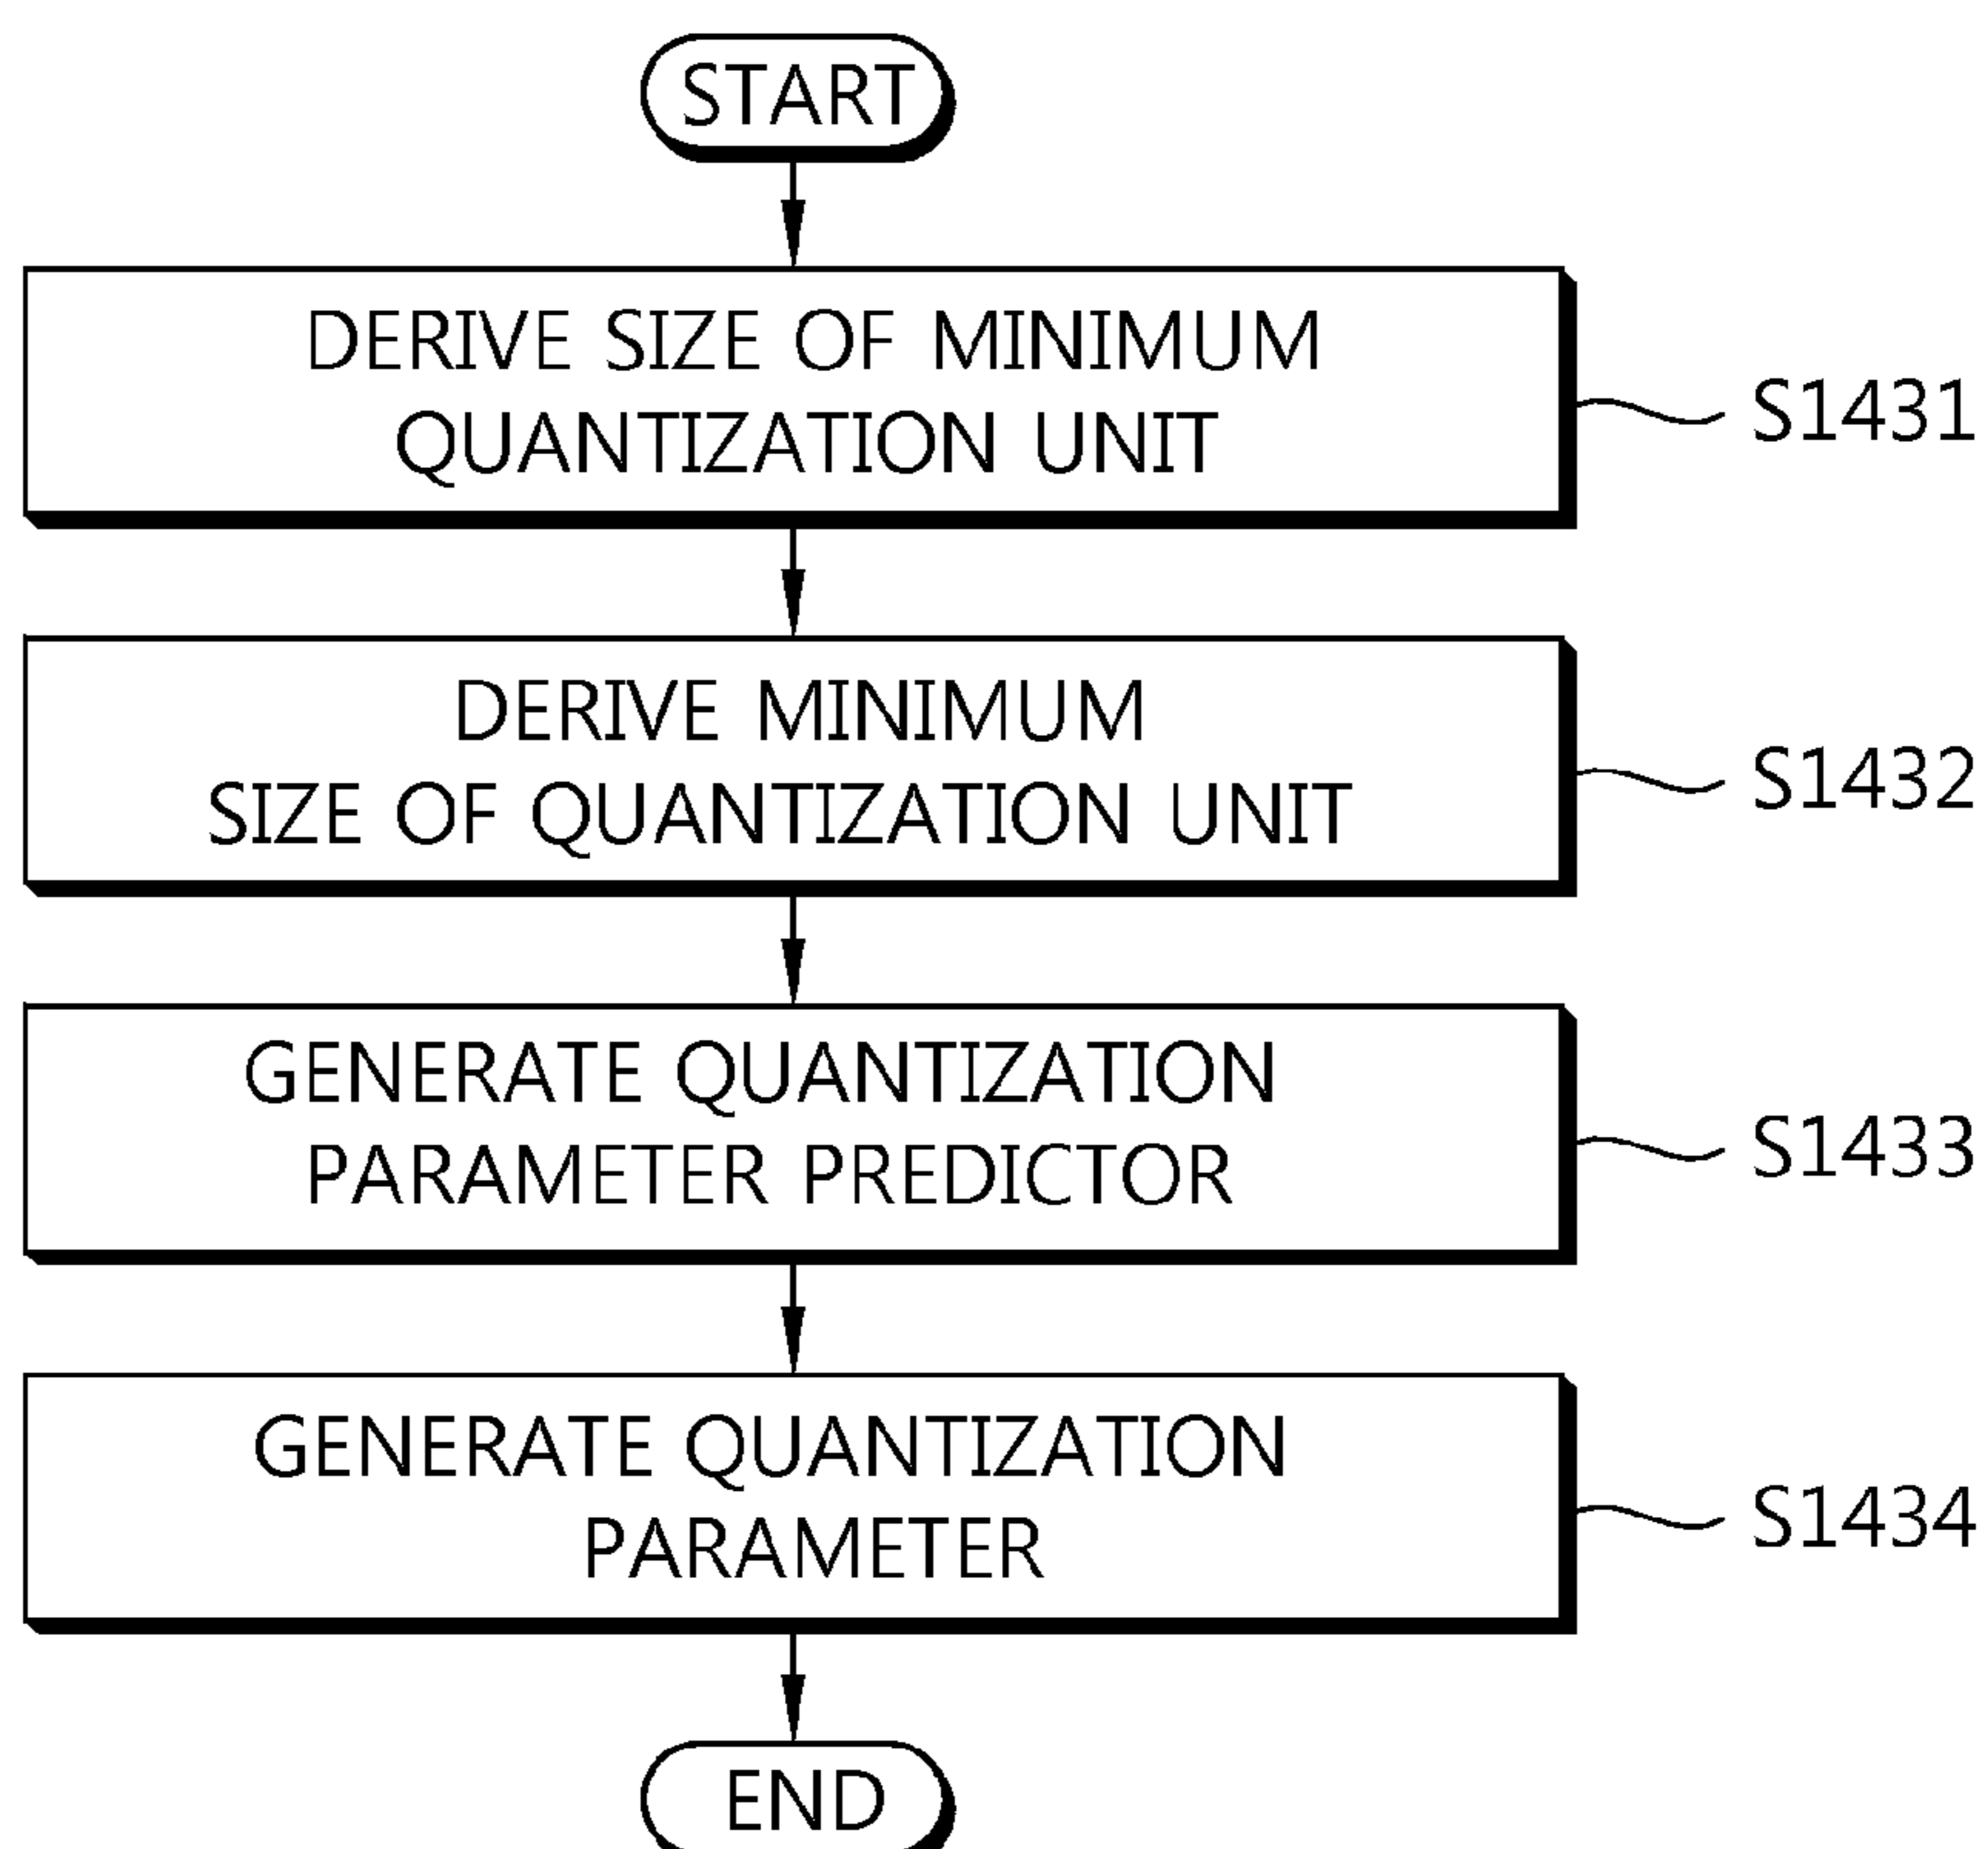 START
DERIVE SIZE OF MINIMUM
QUANTIZATION UNIT
S1431
DERIVE MINIMUM
SIZE OF QUANTIZATION UNIT
S1432
GENERATE QUANTIZATION
PARAMETER PREDICTOR
S1433
GENERATE QUANTIZATION
PARAMETER
S1434
END